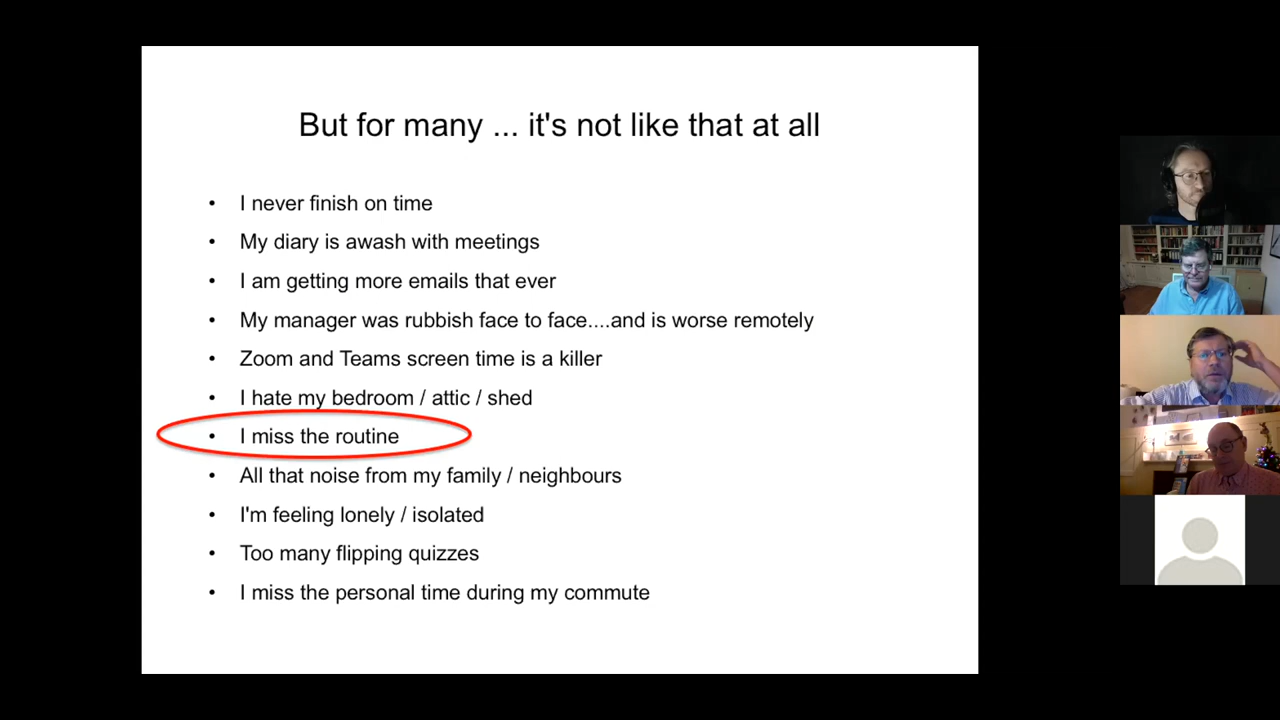 But for many ... it's not like that at all
• I never finish on time
• My diary is awash with meetings
• I am getting more emails that ever
• My manager was rubbish face to face....and is worse remotely
• Zoom and Teams screen time is a killer
• I hate my bedroom / attic / shed
• I miss the routine
• All that noise from my family / neighbours
• I'm feeling lonely / isolated
• Too many flipping quizzes
• I miss the personal time during my commute